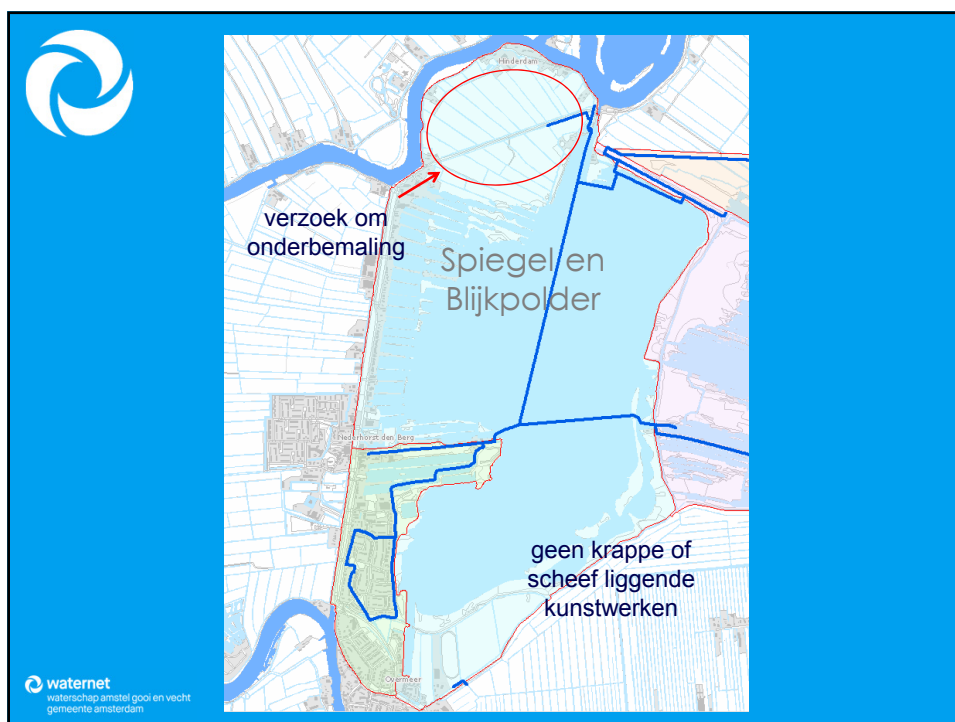 Hinderdam
verzoek om
onderbemaling
Spiegel en
Blijkpolder
Nederhorst den Berg
geen krappe of
scheef liggende
kunstwerken
Overmeer
waternet
waterschap amstel gooi en vecht
gemeente amsterdam